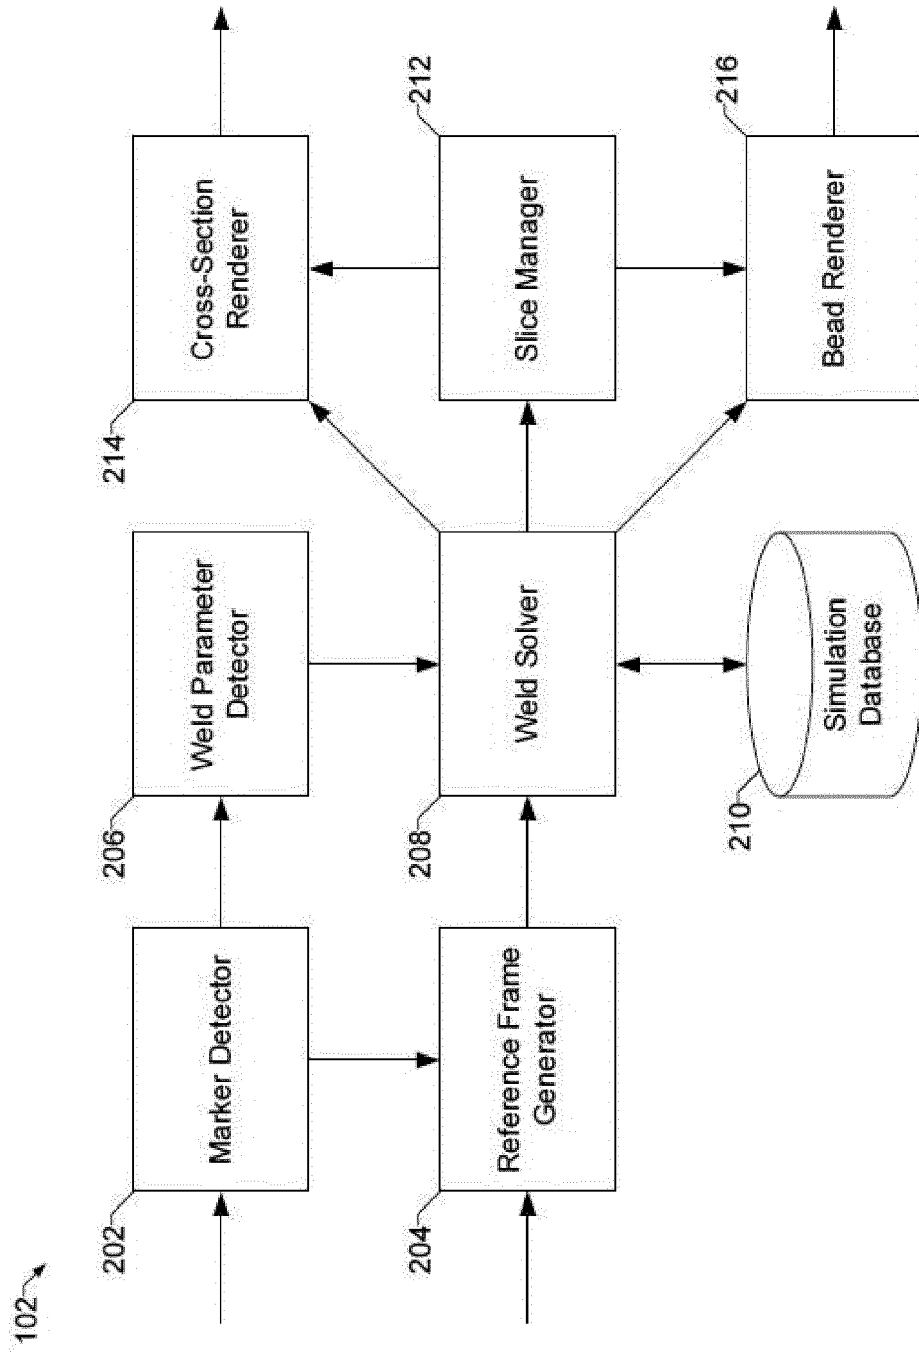 102
202
Marker Detector
206
Weld Parameter
Detector
214
Cross-Section
Renderer
204
Reference Frame
Generator
208
Weld Solver
212
Slice Manager
210
Simulation
Database
216
Bead Renderer